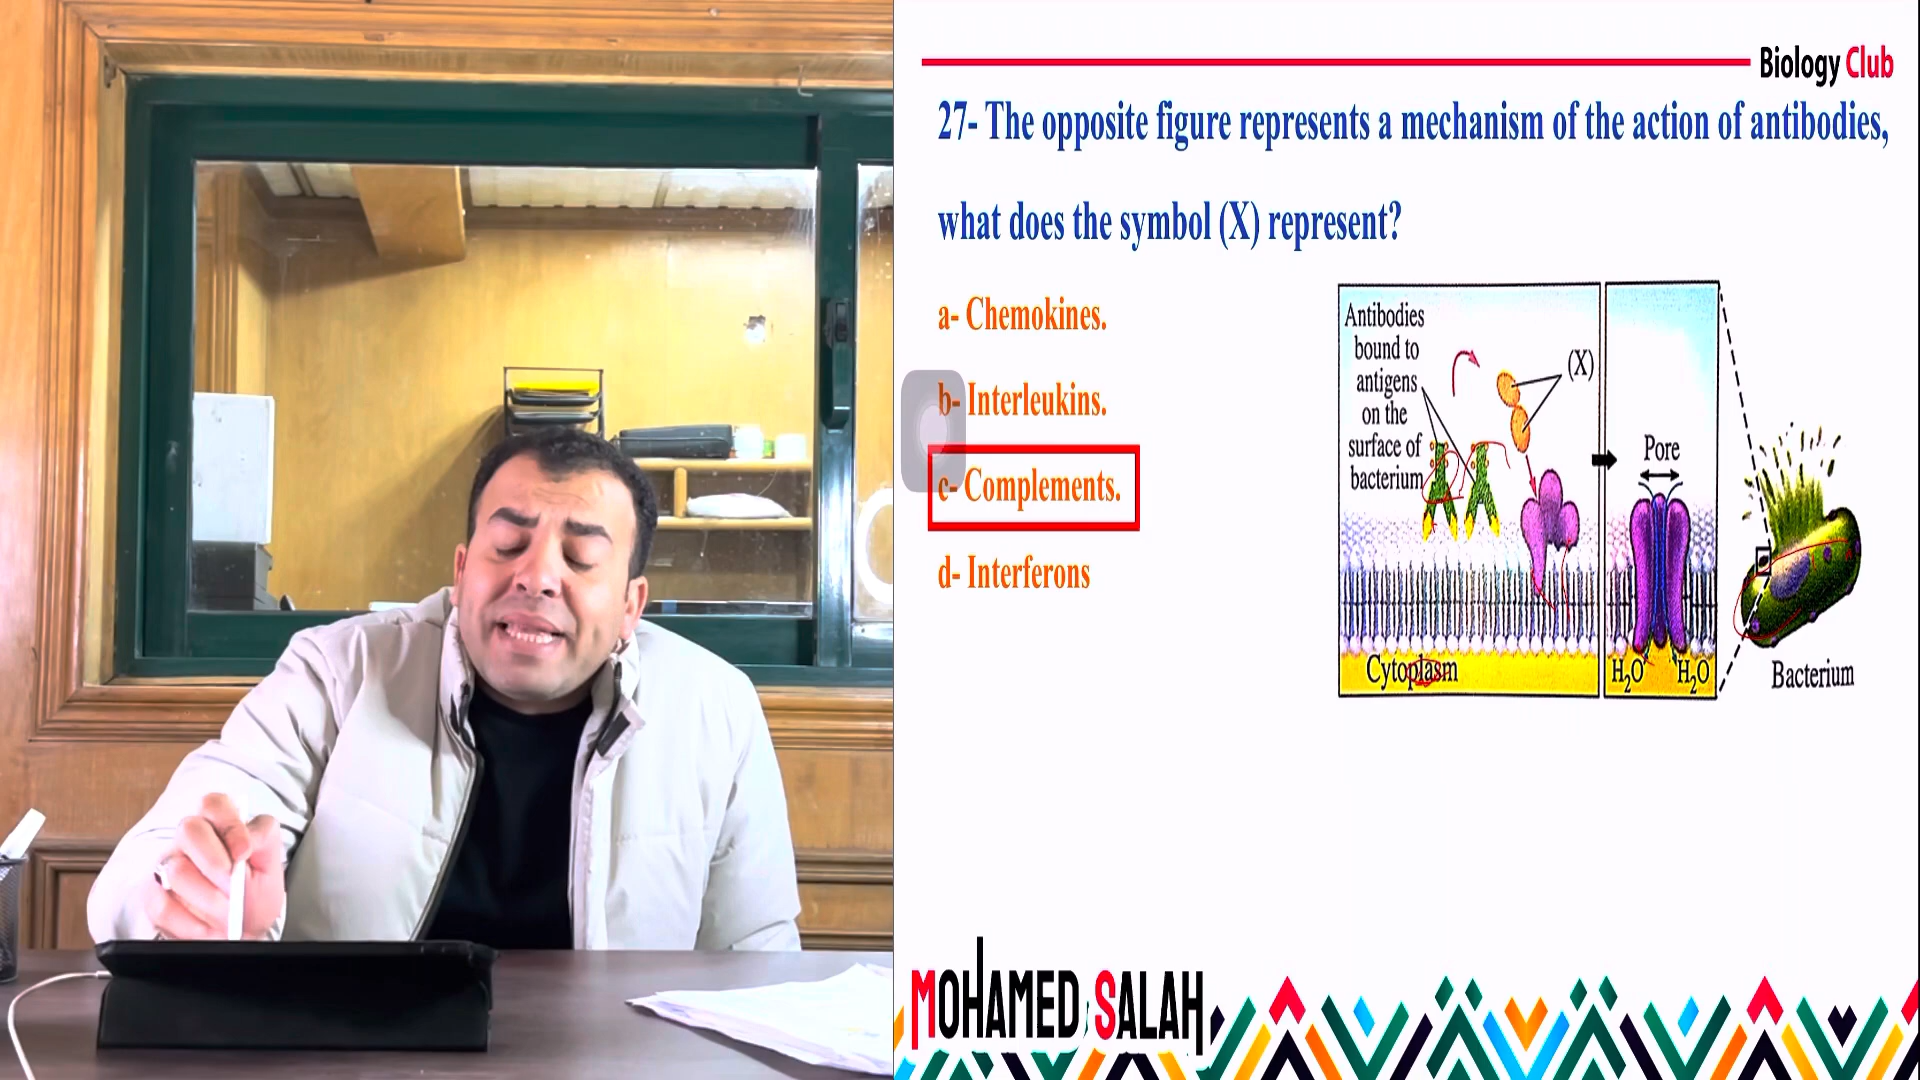 Biology Club
27- The opposite figure represents a mechanism of the action of antibodies,
what does the symbol (X) represent?
a- Chemokines.
b- Interleukins.
c- Complements.
d- Interferons
Antibodies
bound to
antigens
on the
surface of
bacterium
(X)
Pore
Cytoplasm
H₂O
H₂O
Bacterium
MOHAMED SALAH